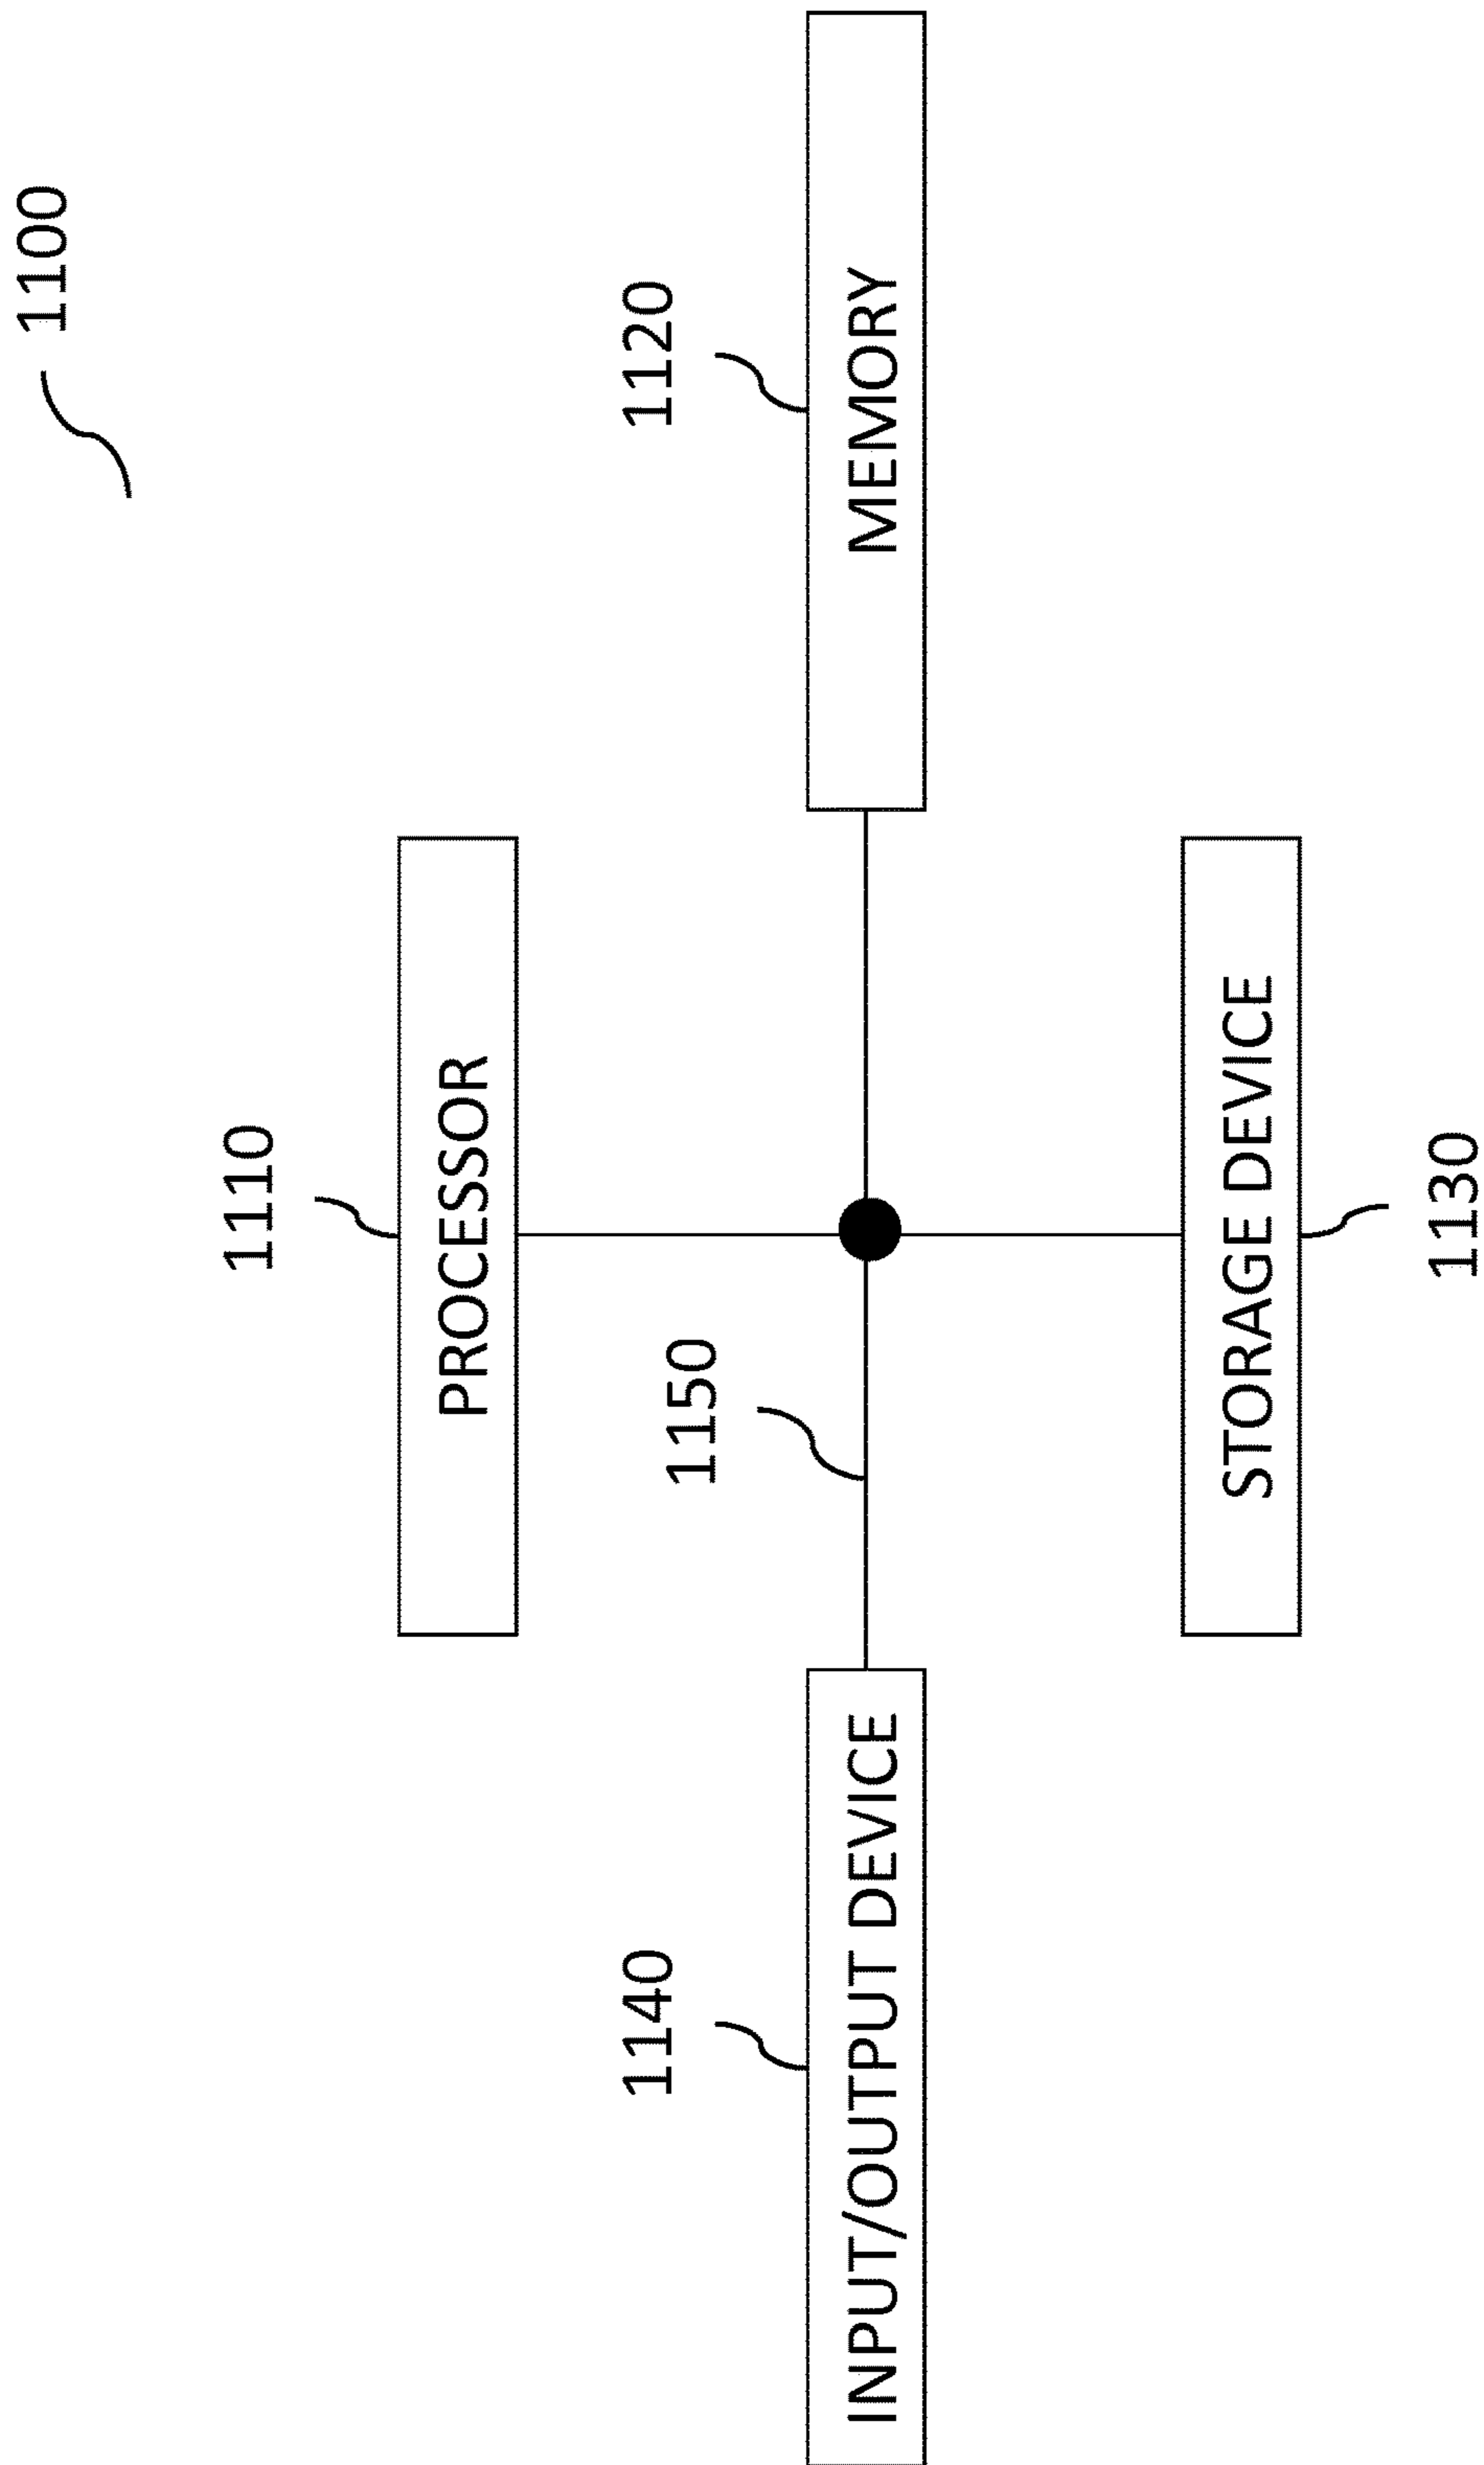 1100
1110
PROCESSOR
1140
1150
1120
INPUT/OUTPUT DEVICE
MEMORY
STORAGE DEVICE
1130